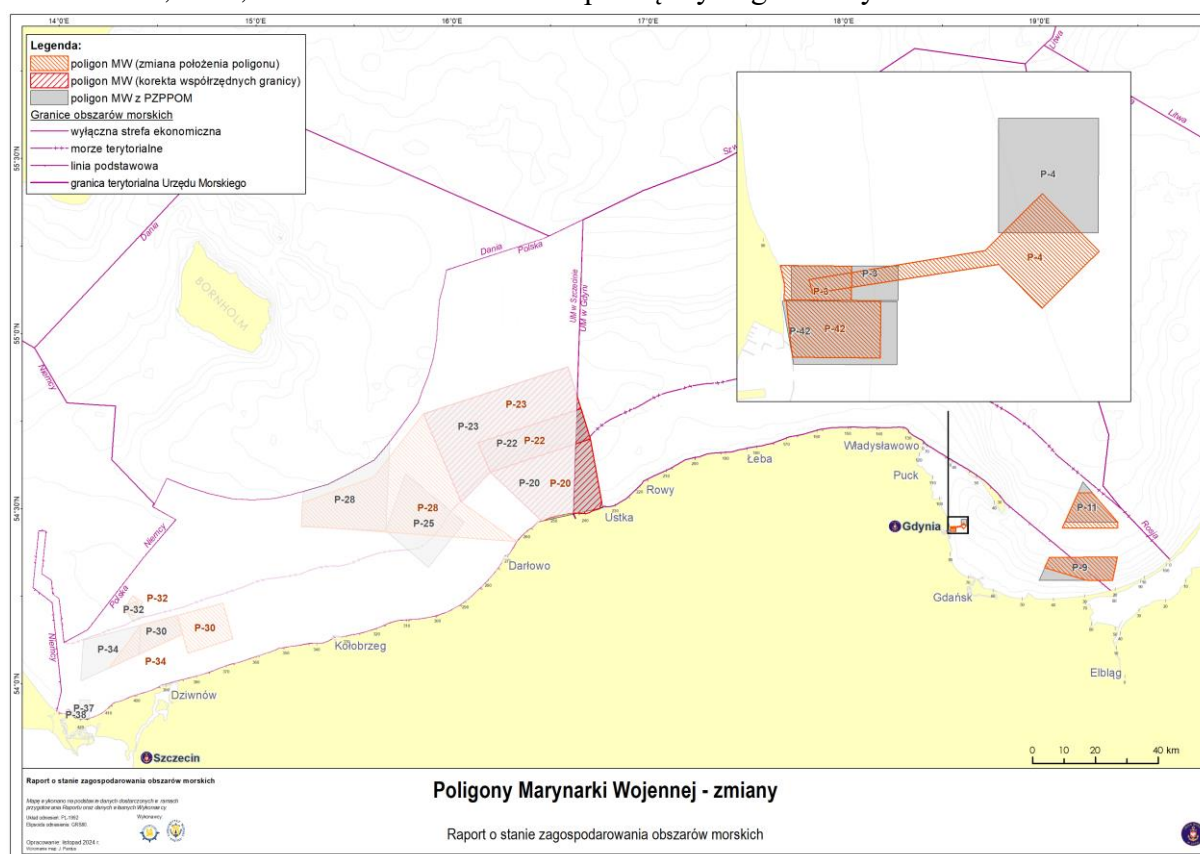 14°0'E
15°0'E
16°0'E
17°0'E
18°0'E
19°0'E
Legenda:
poligon MW (zmiana położenia poligonu)
poligon MW (korekta współrzędnych granicy)
poligon MW z PZPPOM
Granice obszarów morskich
wyłączna strefa ekonomiczna
morze terytorialne
linia podstawowa
granica terytorialna Urzędu Morskiego
55°30'N
55°0'N
54°30'N
54°0'N
Litwa
Litwa
Dania
Dania
Polska
BORNHOLM
UM w Szczecinie
UM w Gdyni
Niemcy
Niemcy
Polska
Niemcy
Rosja
P-4
P-4
P-3
P-3
P-42
P-42
P-23
P-23
P-22
P-22
P-20
P-20
P-28
P-28
P-25
P-32
P-32
P-30
P-30
P-34
P-34
P-37
P-38
P-11
P-9
Władysławowo
Łeba
Puck
Rowy
Ustka
Gdynia
Darłowo
Gdańsk
Kołobrzeg
Elbląg
Dziwnów
Szczecin
0 10 20 40 km
Raport o stanie zagospodarowania obszarów morskich
Opracowanie: listopad 2024 r.
Wykonawcy:
Poligony Marynarki Wojennej - zmiany
Raport o stanie zagospodarowania obszarów morskich